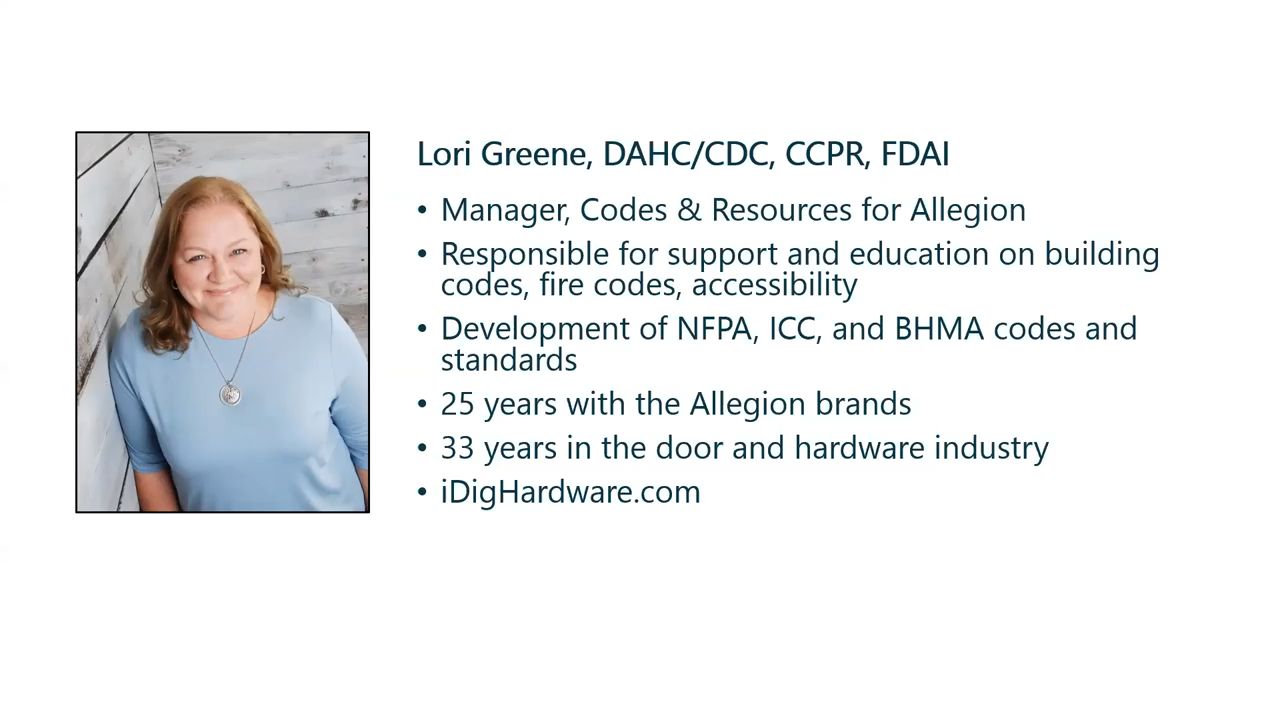 Lori Greene, DAHC/CDC, CCPR, FDAI
• Manager, Codes & Resources for Allegion
• Responsible for support and education on building
codes, fire codes, accessibility
• Development of NFPA, ICC, and BHMA codes and
standards
• 25 years with the Allegion brands
• 33 years in the door and hardware industry
• iDigHardware.com